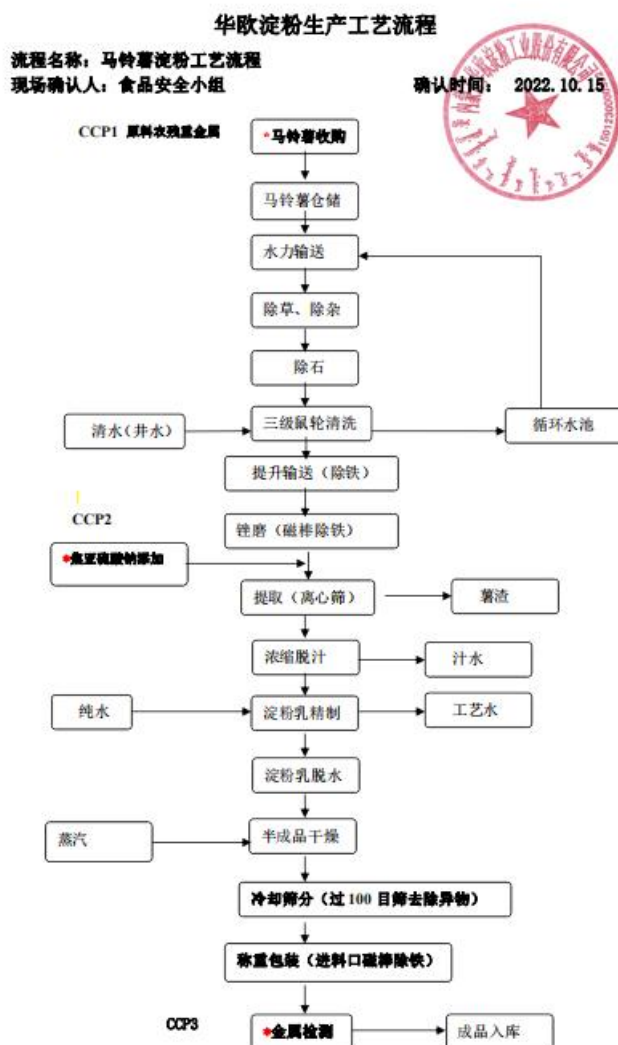 华欧淀粉生产工艺流程
流程名称：马铃薯淀粉工艺流程
现场确认人：食品安全小组 确认时间： 2022.10.15
CCP1 原料农残重金属 *马铃薯收购
马铃薯仓储
水力输送
除草、除杂
除石
清水（井水） 三级鼠轮清洗 循环水池
提升输送（除铁）
CCP2
锉磨（磁棒除铁）
*焦亚硫酸钠添加
提取（离心筛） 薯渣
浓缩脱汁 汁水
纯水 淀粉乳精制 工艺水
淀粉乳脱水
蒸汽 半成品干燥
冷却筛分（过100目筛去除异物）
称重包装（进料口磁棒除铁）
CCP3 *金属检测 成品入库